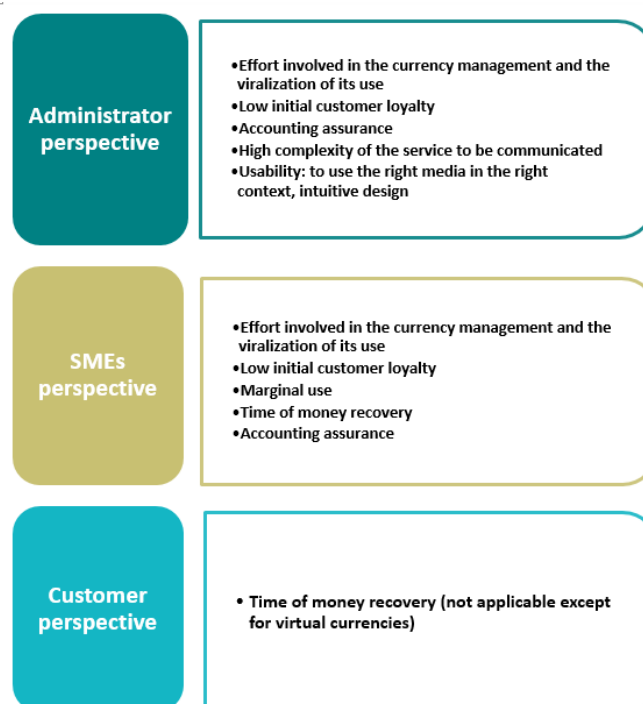 Administrator
perspective
•Effort involved in the currency management and the
viralization of its use
•Low initial customer loyalty
•Accounting assurance
•High complexity of the service to be communicated
•Usability: to use the right media in the right
context, intuitive design
SMEs
perspective
•Effort involved in the currency management and the
viralization of its use
•Low initial customer loyalty
•Marginal use
•Time of money recovery
•Accounting assurance
Customer
perspective
• Time of money recovery (not applicable except
for virtual currencies)